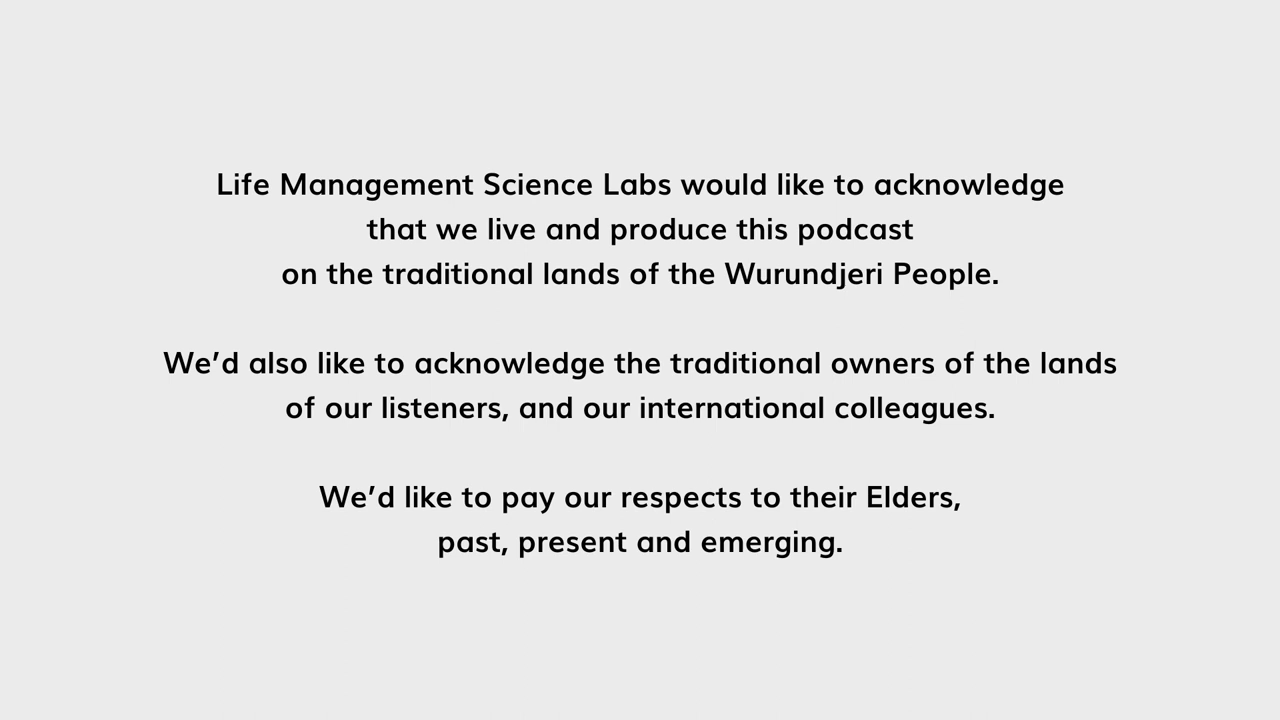 Life Management Science Labs would like to acknowledge
that we live and produce this podcast
on the traditional lands of the Wurundjeri People.
We’d also like to acknowledge the traditional owners of the lands
of our listeners, and our international colleagues.
We’d like to pay our respects to their Elders,
past, present and emerging.